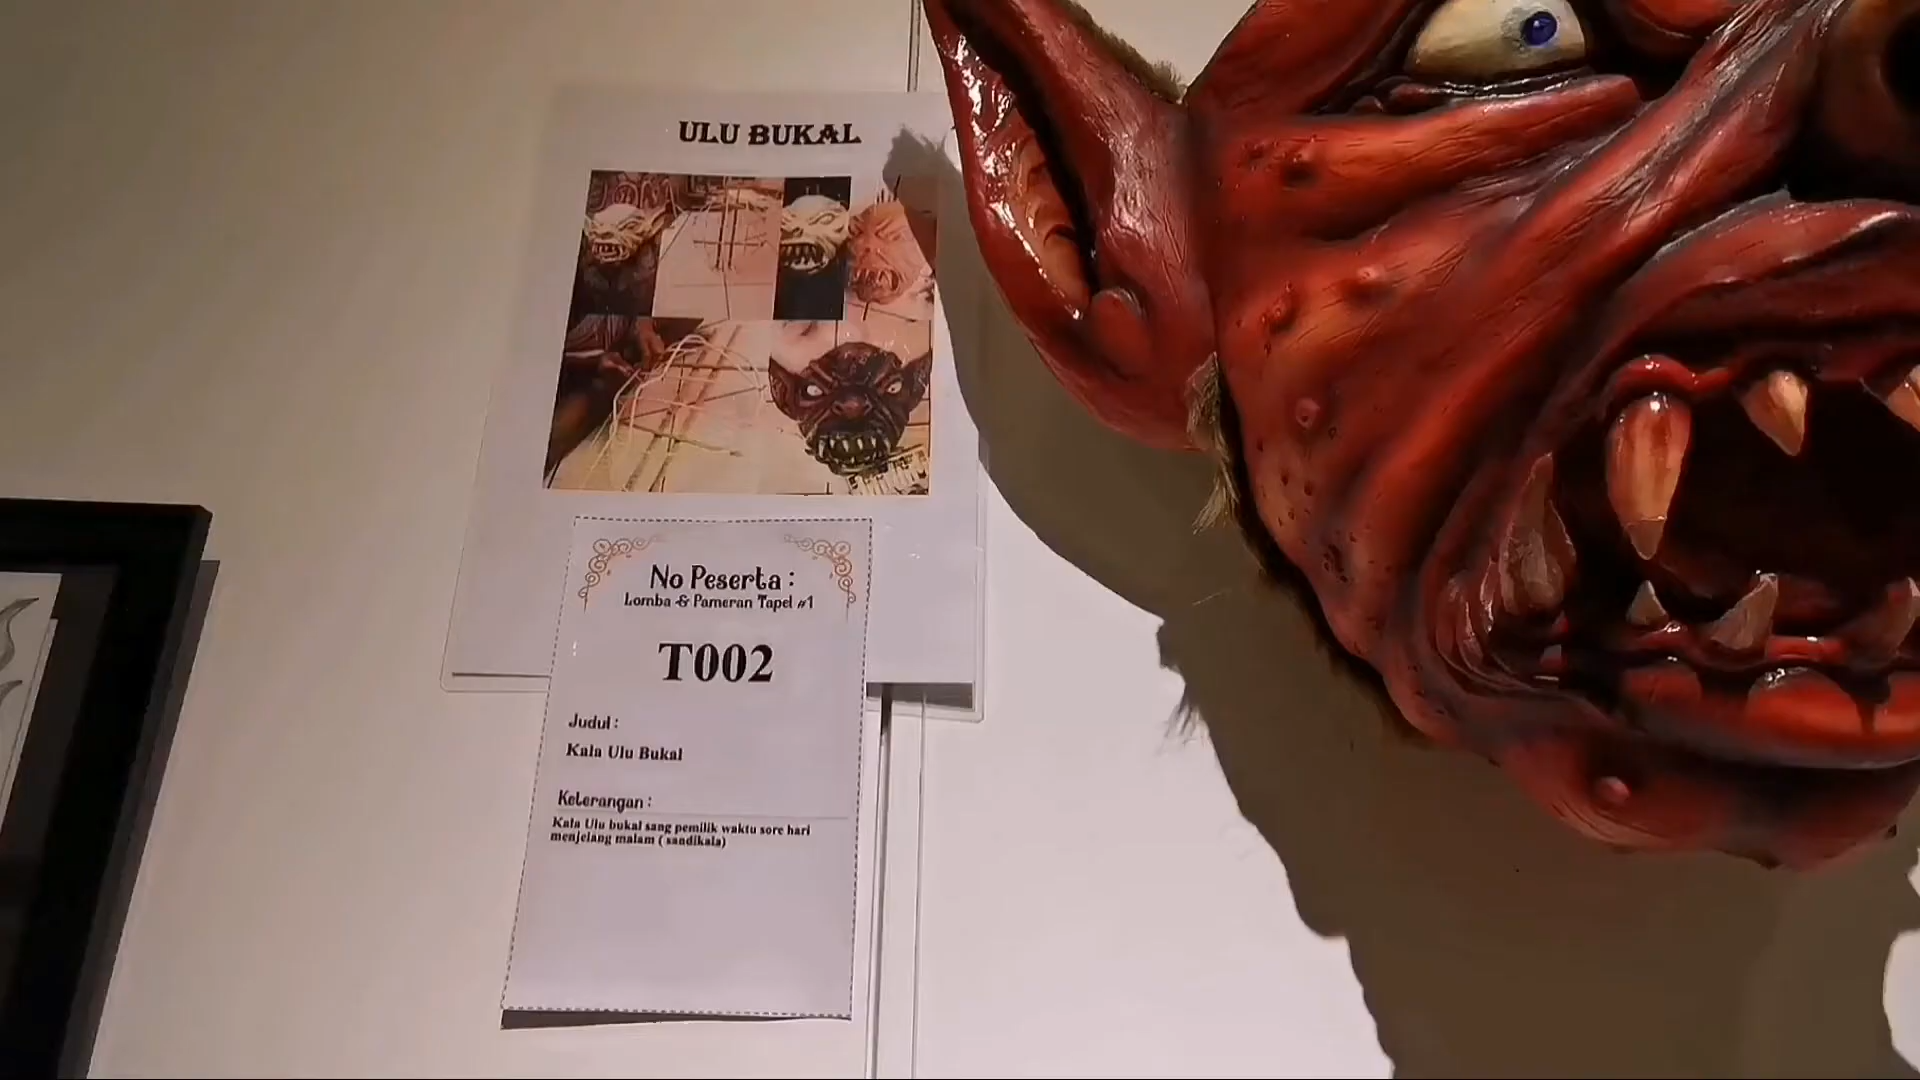 ULU BUKAL
No Peserta :
Lomba & Pameran Tapel #1
T002
Judul :
Kala Ulu Bukal
Keterangan :
Kala Ulu bukal sang pemilik waktu sore hari
menjelang malam ( sandikala)